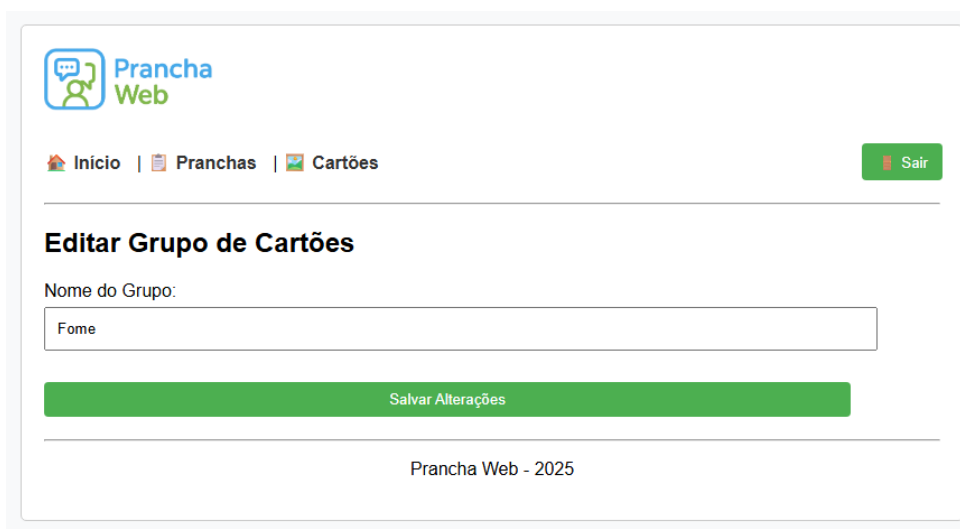 Prancha
Web
Início | Pranchas | Cartões
Sair
Editar Grupo de Cartões
Nome do Grupo:
Fome
Salvar Alterações
Prancha Web - 2025